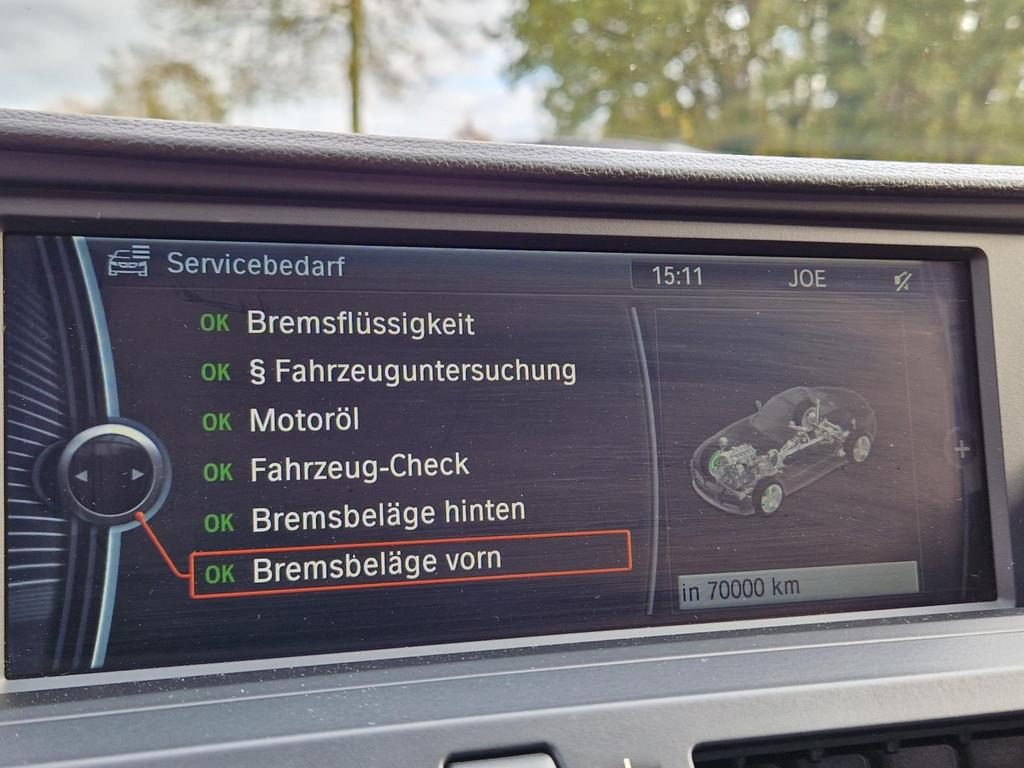 Servicebedarf
15:11
JOE
OK Bremsflüssigkeit
OK § Fahrzeuguntersuchung
OK Motoröl
OK Fahrzeug-Check
OK Bremsbeläge hinten
OK Bremsbeläge vorn
in 70000 km